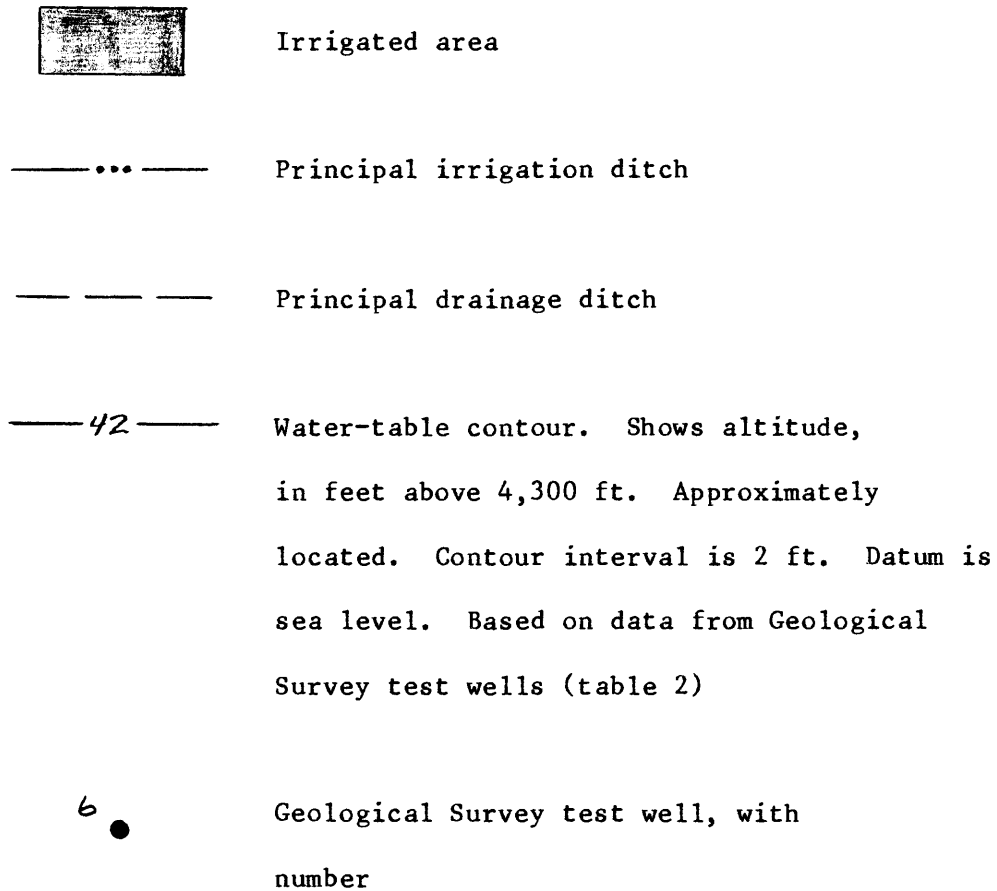 Irrigated area
Principal irrigation ditch
Principal drainage ditch
42 Water-table contour. Shows altitude,
in feet above 4,300 ft. Approximately
located. Contour interval is 2 ft. Datum is
sea level. Based on data from Geological
Survey test wells (table 2)
6 Geological Survey test well, with
number